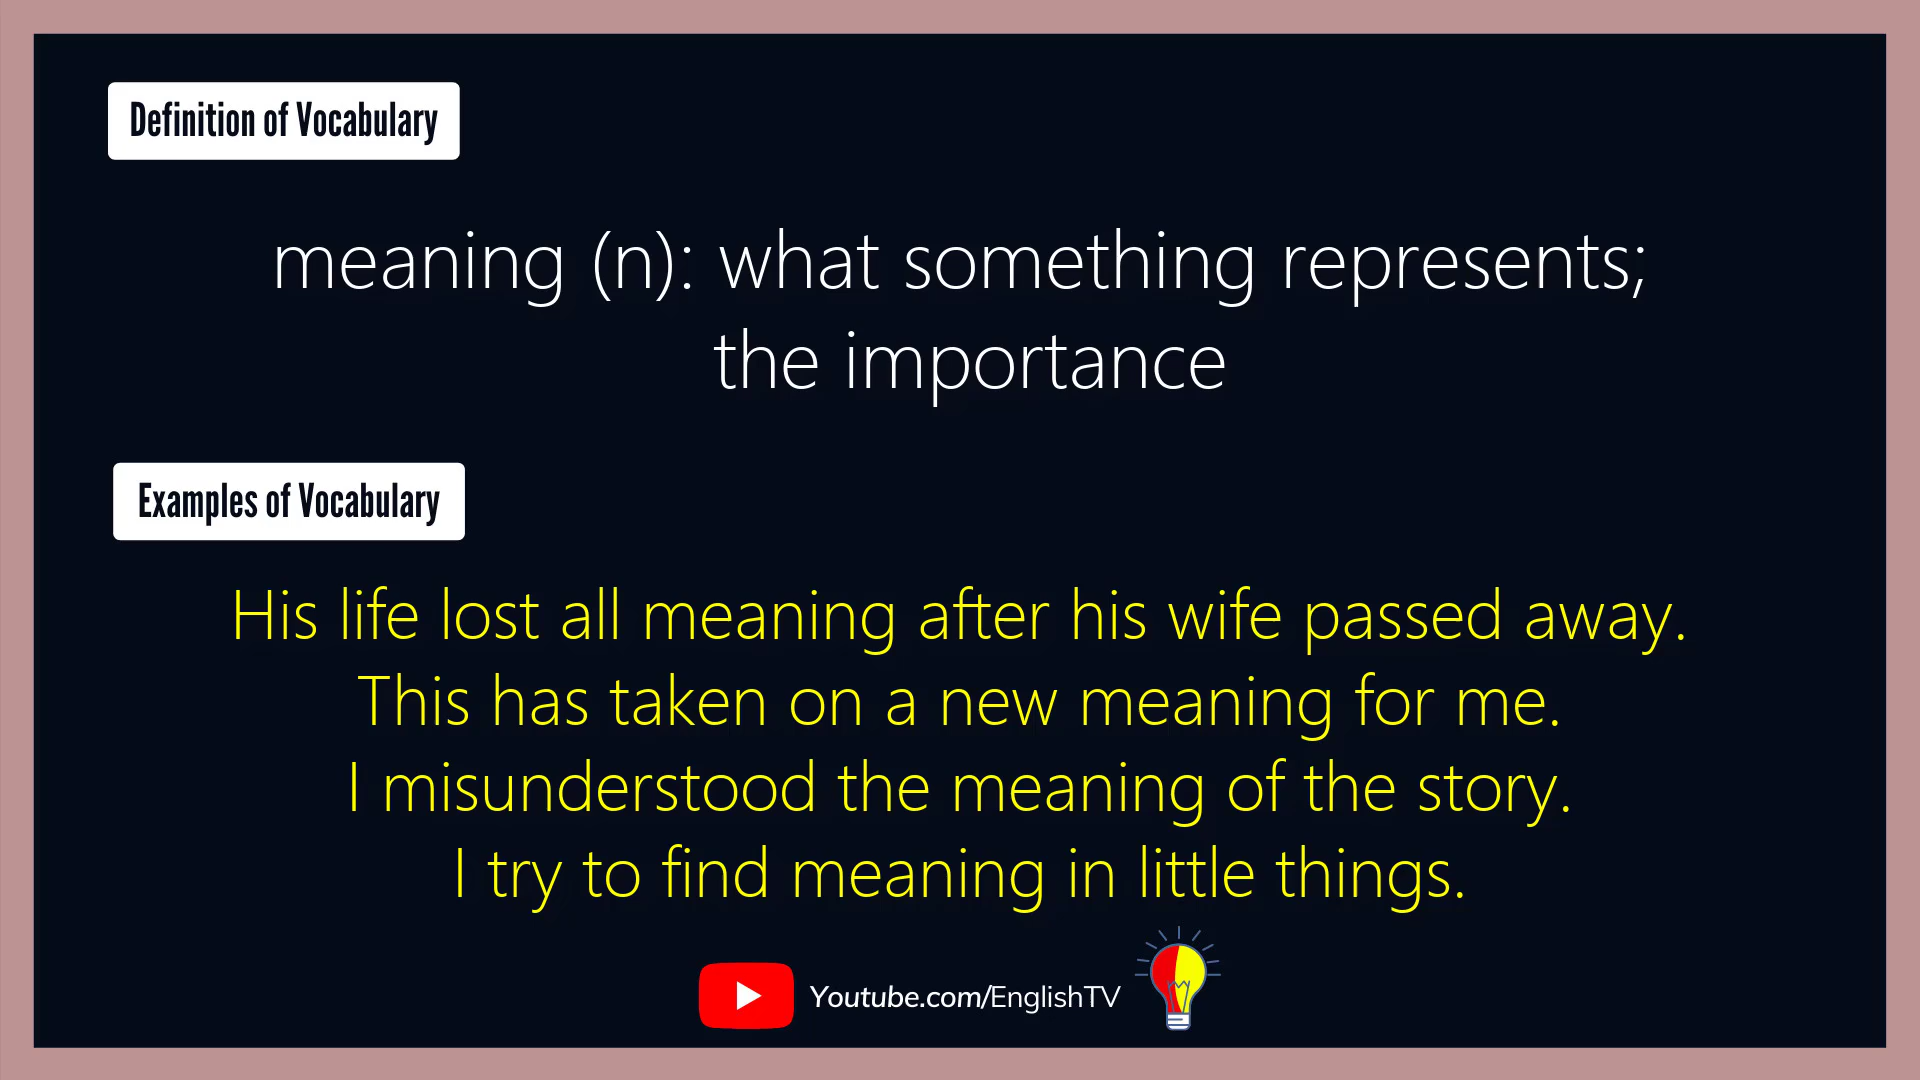 Definition of Vocabulary
meaning (n): what something represents;
the importance
Examples of Vocabulary
His life lost all meaning after his wife passed away.
This has taken on a new meaning for me.
I misunderstood the meaning of the story.
I try to find meaning in little things.
Youtube.com/EnglishTV